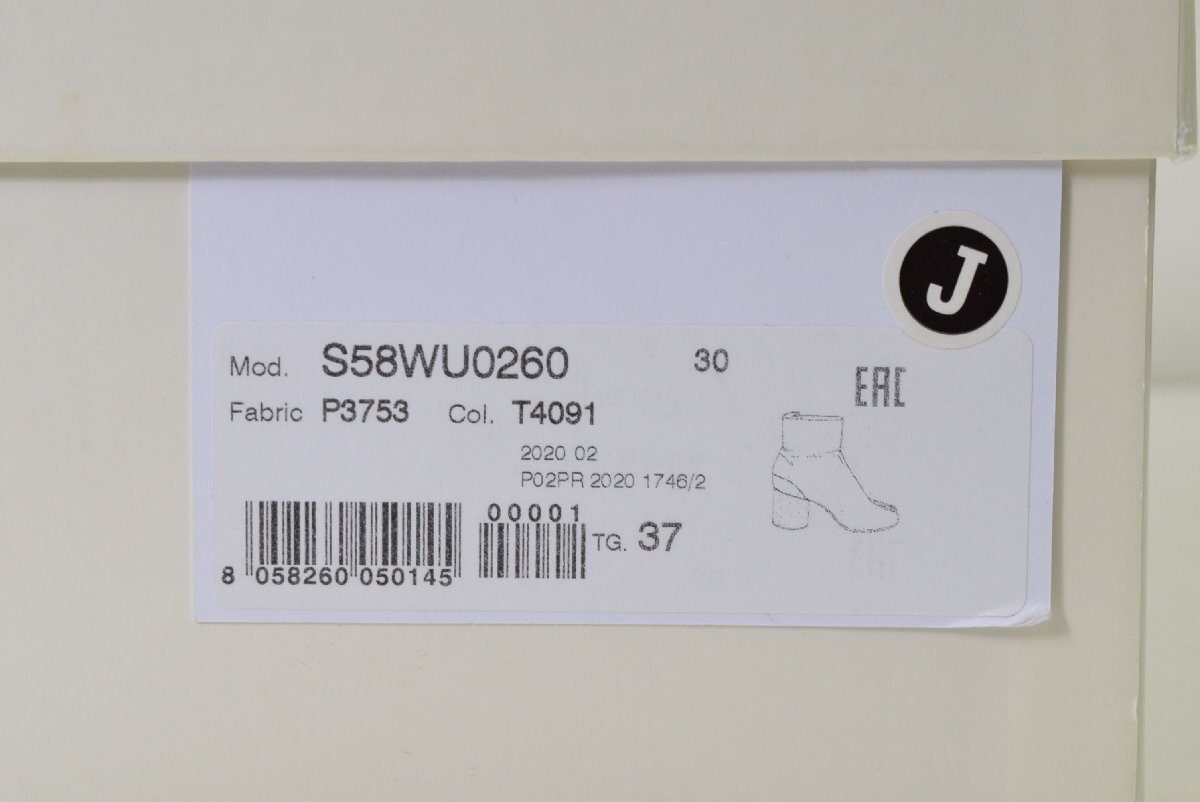 J
Mod. S58WU0260 30
EAC
Fabric P3753 Col. T4091
2020 02
P02PR 2020 1746/2
00001
TG. 37
8 058260 050145